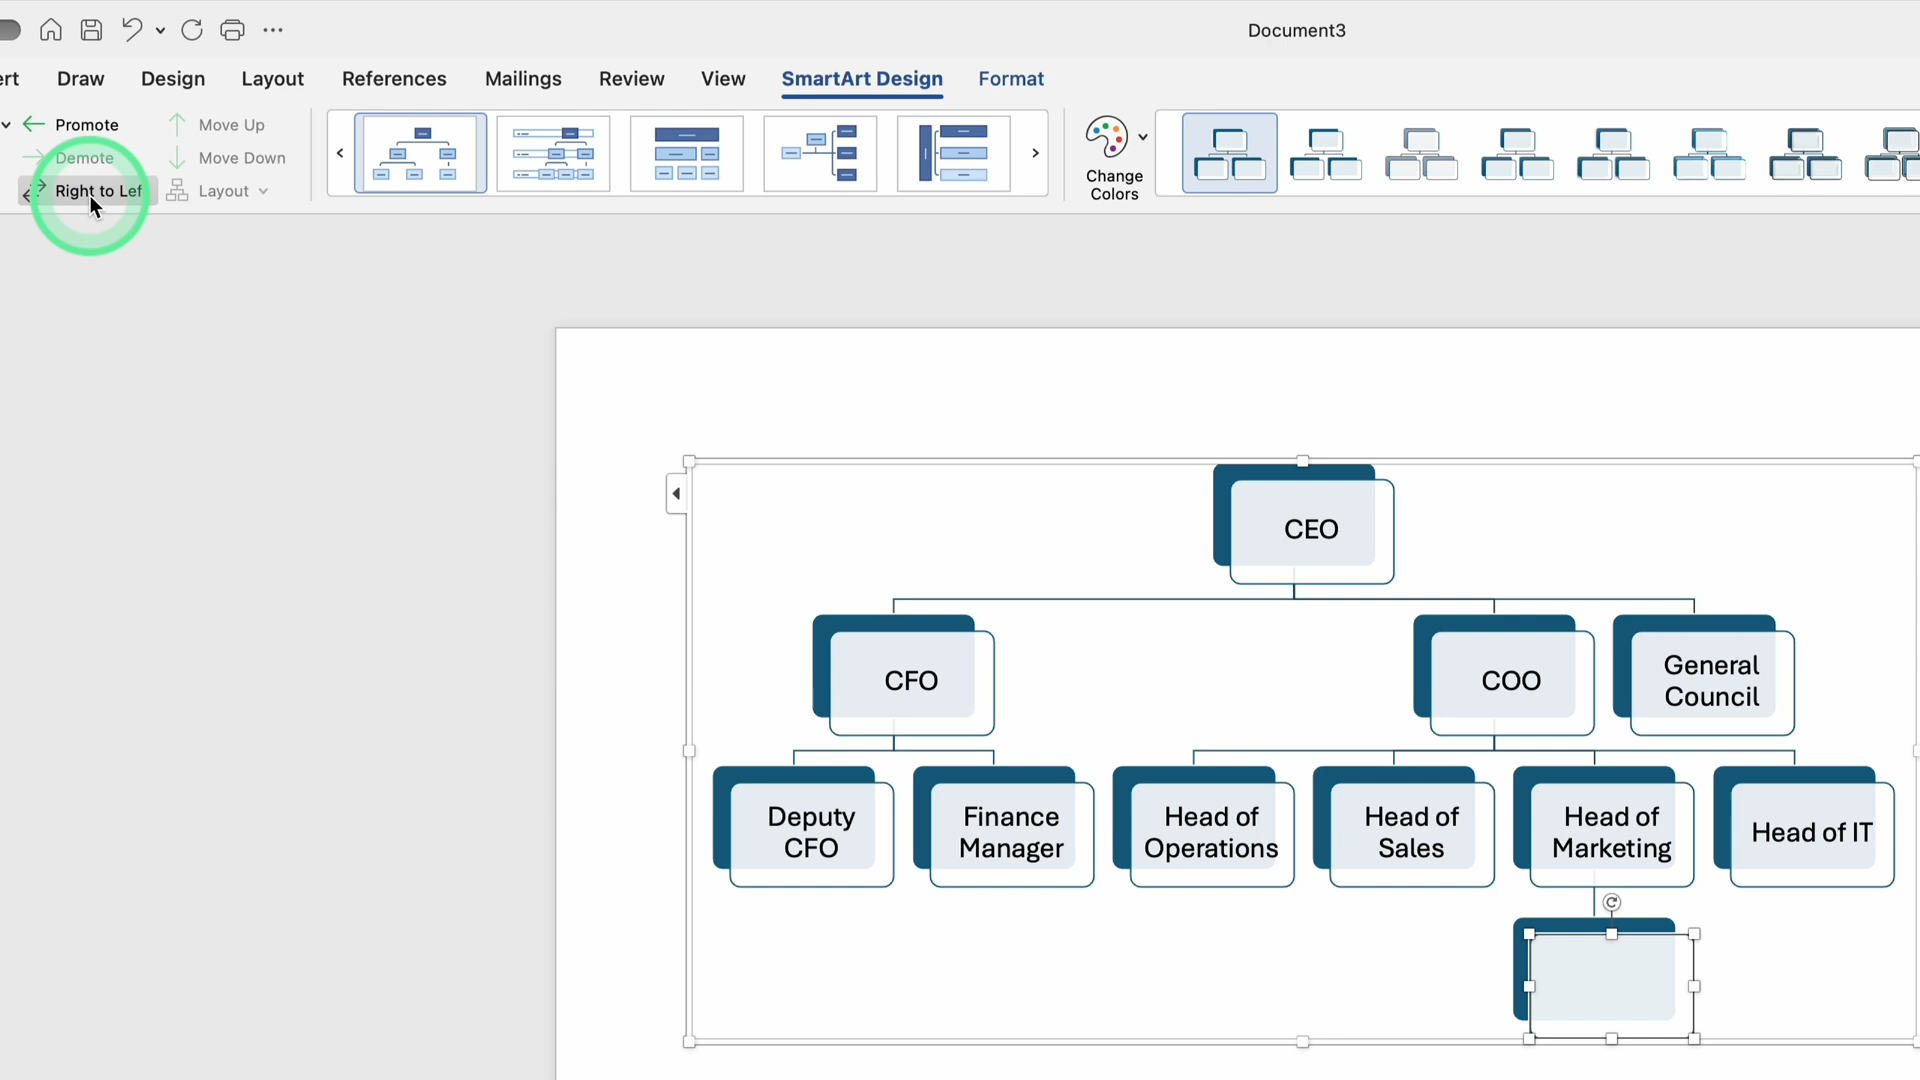 Document3
ert Draw Design Layout References Mailings Review View SmartArt Design Format
Promote Move Up
Demote Move Down
Right to Lef Layout
Change
Colors
CEO
CFO COO General
Council
Deputy
CFO
Finance
Manager
Head of
Operations
Head of
Sales
Head of
Marketing
Head of IT